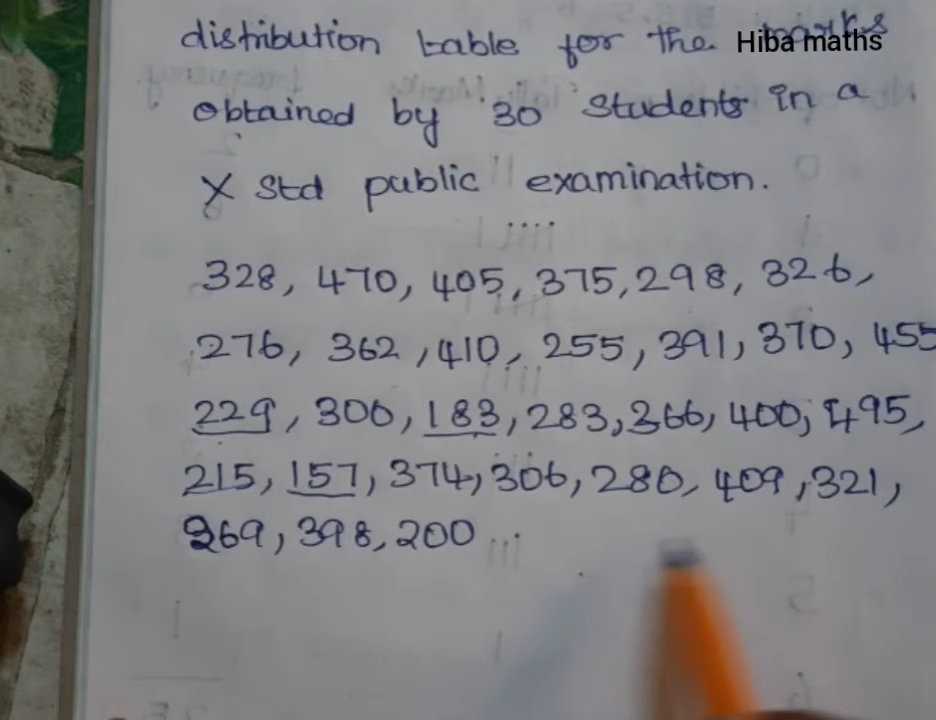 distribution table for the Hiba maths
obtained by 30 students in a
X std public examination.
328, 470, 405, 375, 298, 326,
276, 362, 410, 255, 391, 370, 455
229, 300, 183, 283, 366, 400, 495,
215, 157, 374, 306, 280, 409, 321,
269, 398, 200